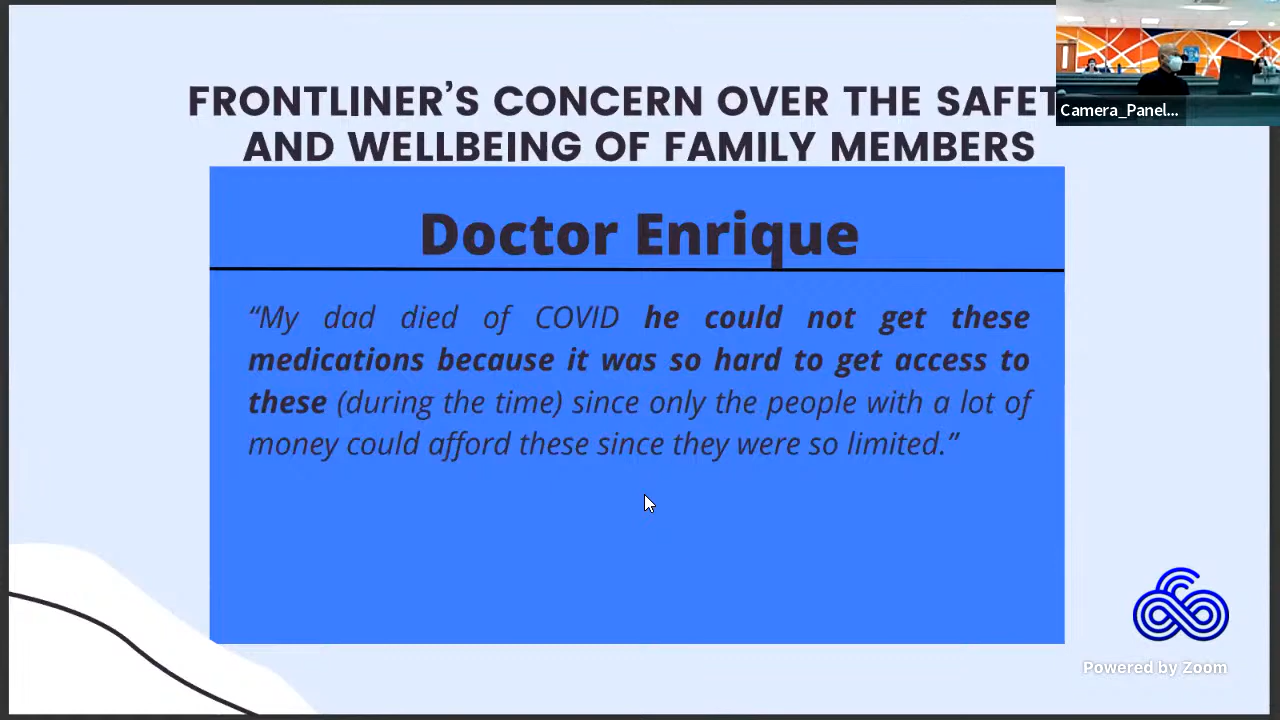 FRONTLINER’S CONCERN OVER THE SAFET
AND WELLBEING OF FAMILY MEMBERS
Camera_Panel...
Doctor Enrique
“My dad died of COVID he could not get these
medications because it was so hard to get access to
these (during the time) since only the people with a lot of
money could afford these since they were so limited.”
Powered by Zoom